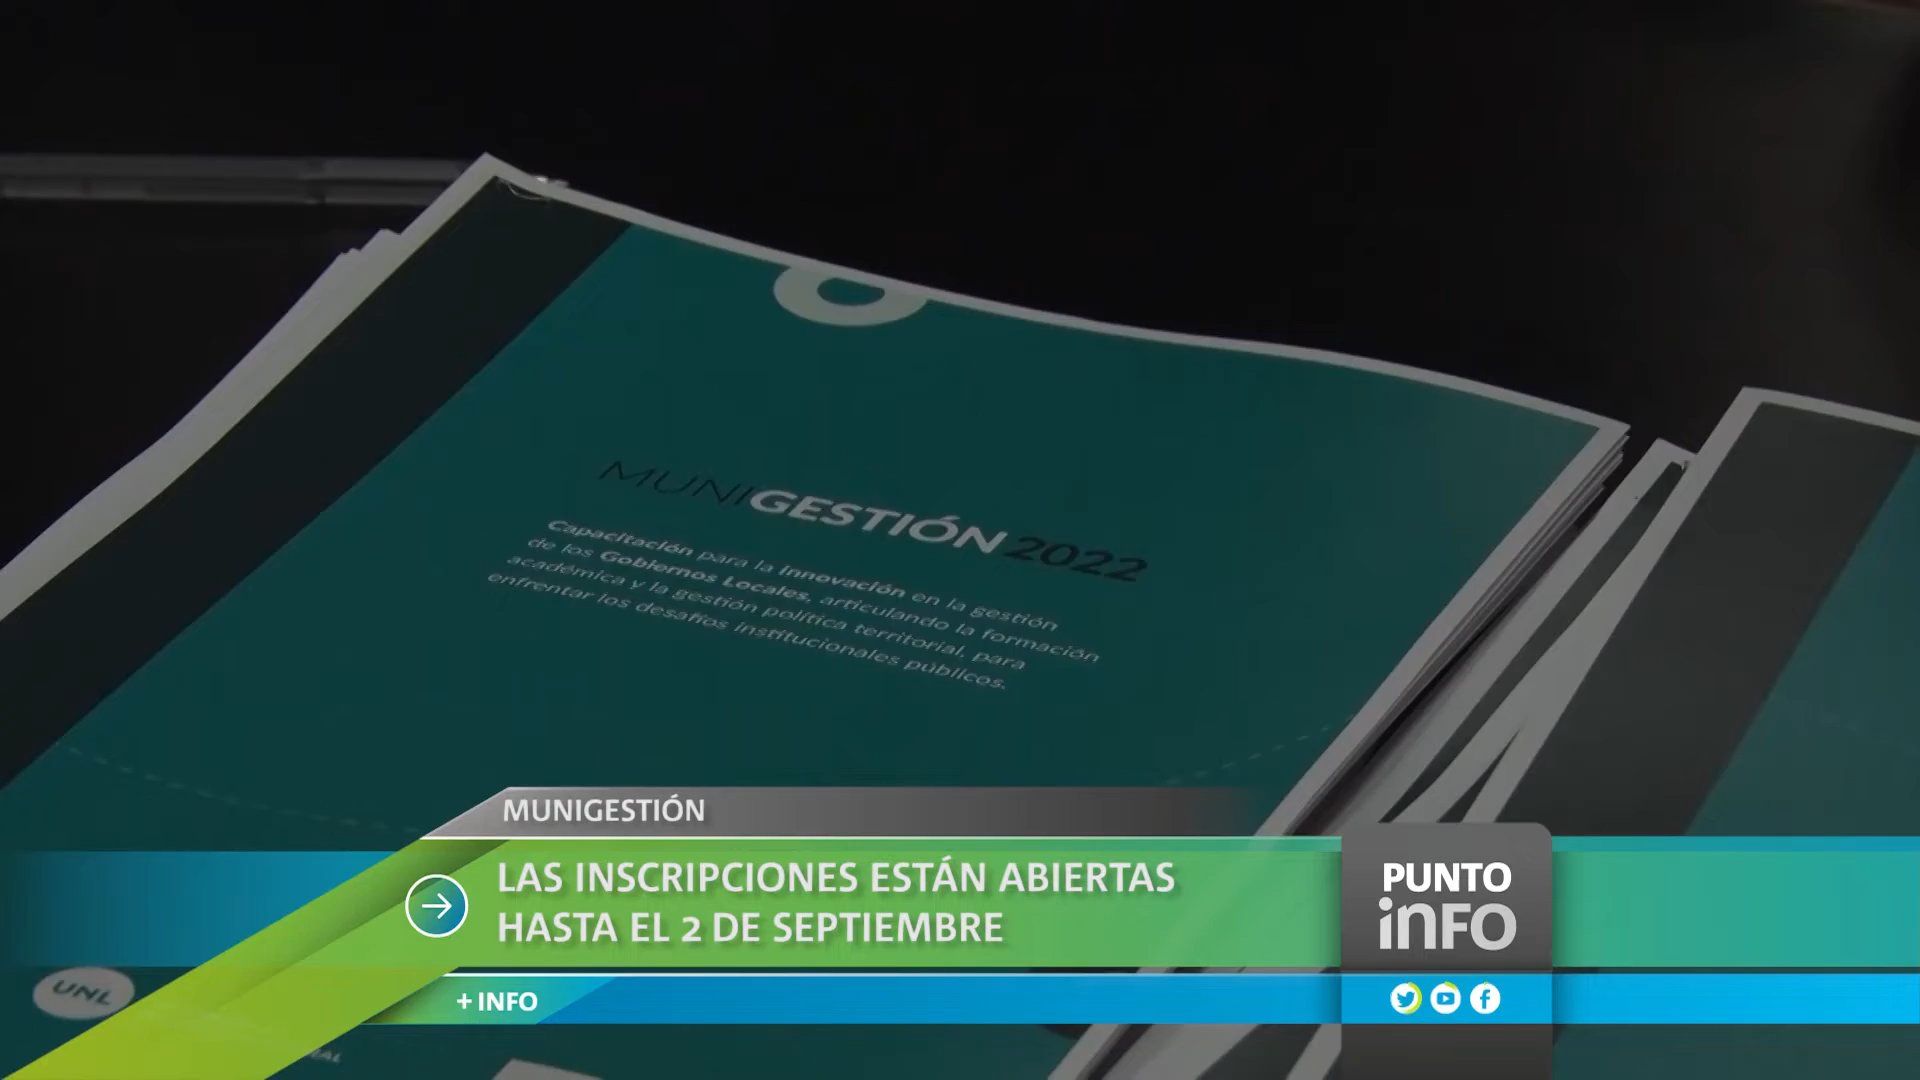 MUNIGESTIÓN 2022
Capacitación para la innovación en la gestión
de los Gobiernos Locales, articulando la formación
académica y la gestión política territorial, para
enfrentar los desafíos institucionales públicos.
MUNIGESTIÓN
LAS INSCRIPCIONES ESTÁN ABIERTAS
HASTA EL 2 DE SEPTIEMBRE
PUNTO
inFO
UNL
+ INFO